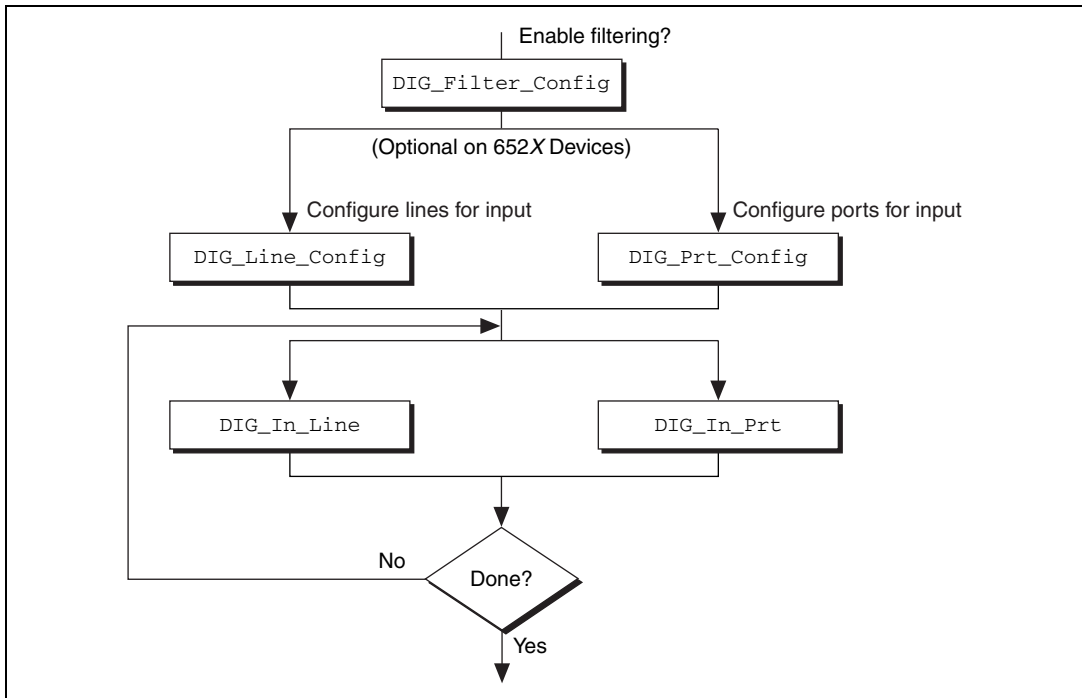 Enable filtering?
DIG_Filter_Config
(Optional on 652X Devices)
Configure lines for input
Configure ports for input
DIG_Line_Config
DIG_Prt_Config
DIG_In_Line
DIG_In_Prt
No
Done?
Yes